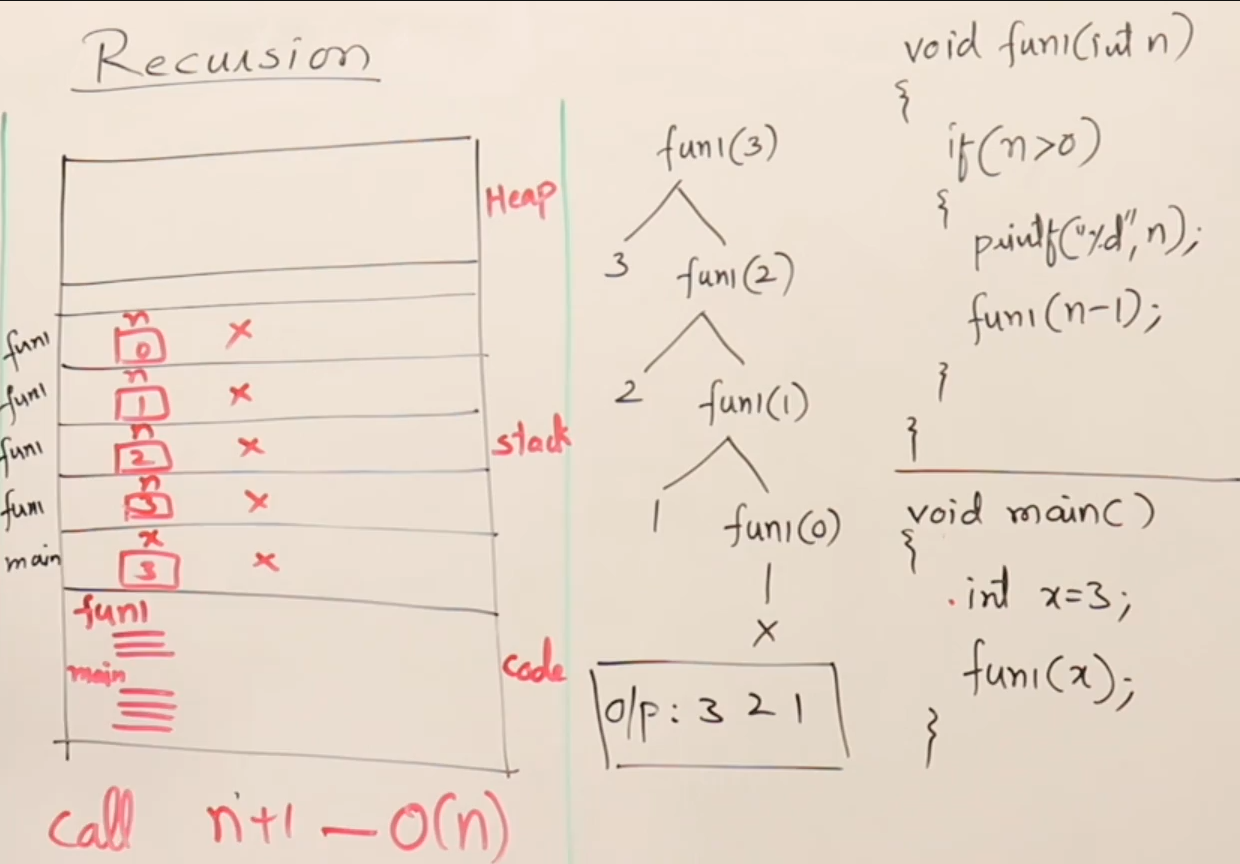 Recursion
Heap
fun1 n 0 ×
fun1 n 1 ×
fun1 n 2 ×
stack
fun1 n 3 ×
main x 3 ×
fun1
main
code
call n+1 — O(n)
fun1(3)
3 fun1(2)
2 fun1(1)
1 fun1(0)
×
o/p : 3 2 1
void fun1(int n)
{
if(n>0)
{
printf("%d",n);
fun1(n-1);
}
}
void main()
{
int x=3;
fun1(x);
}